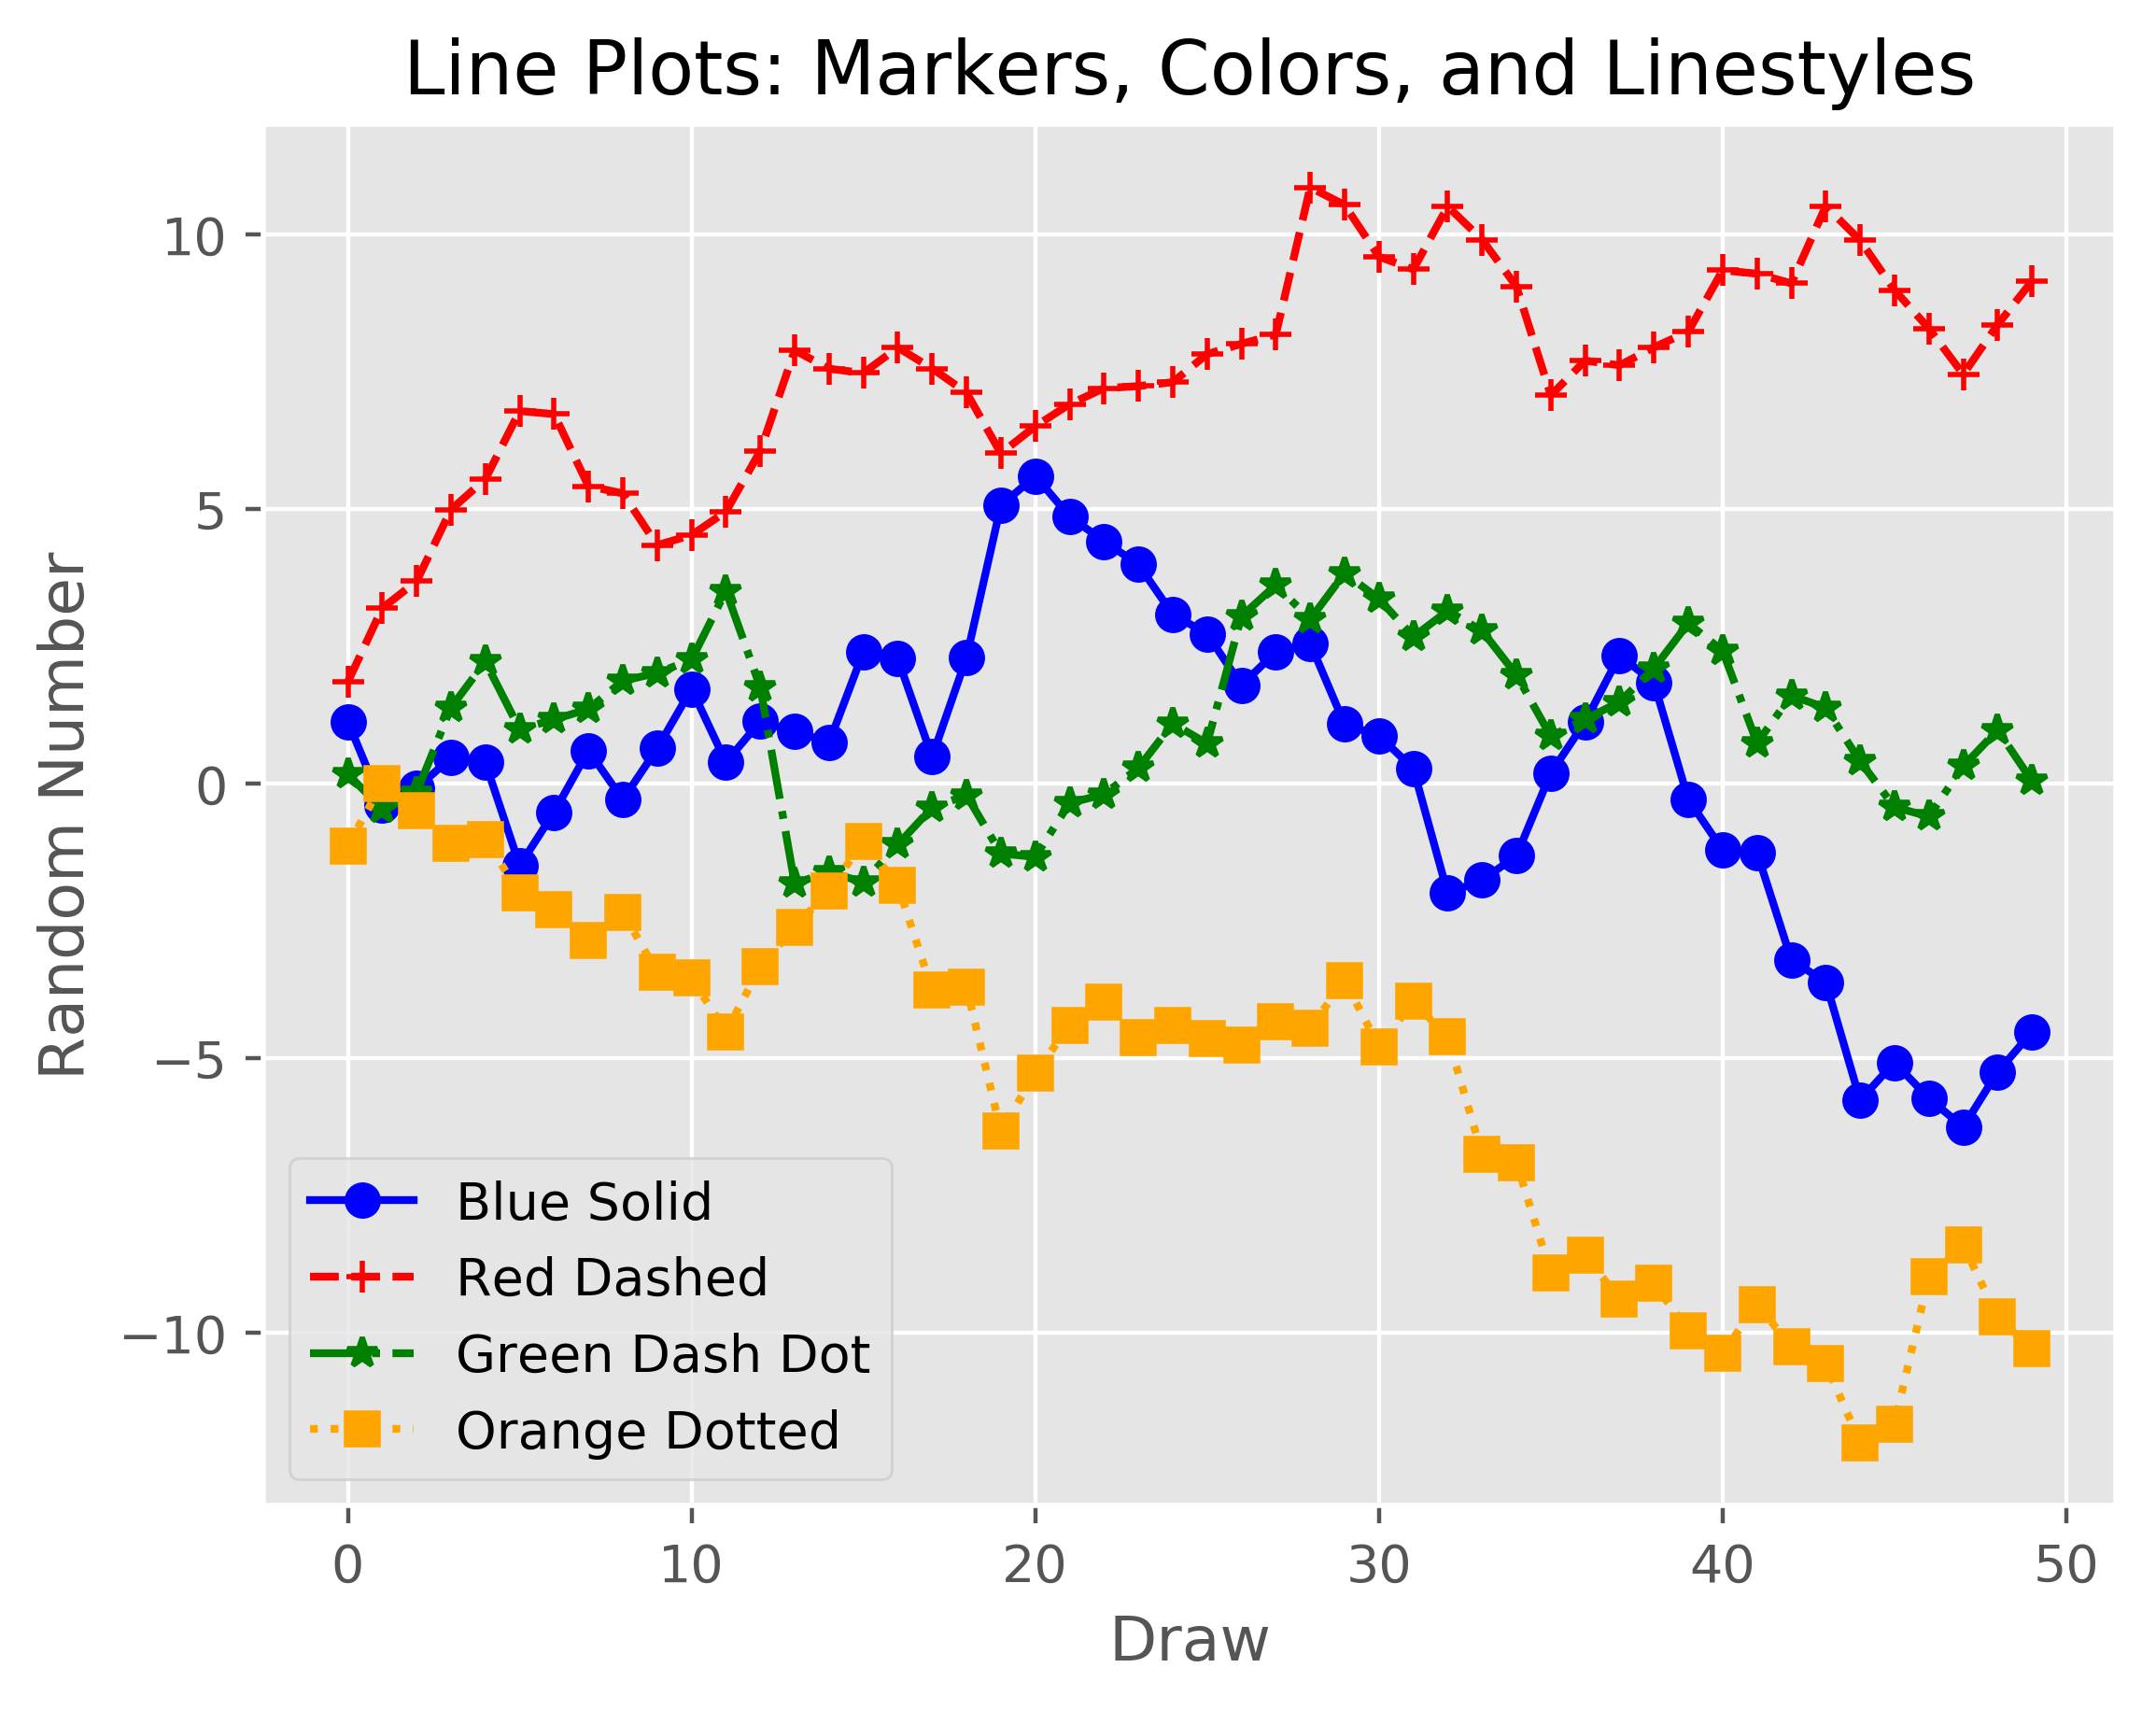 Line Plots: Markers, Colors, and Linestyles
Random Number
10
5
0
−5
−10
Blue Solid
Red Dashed
Green Dash Dot
Orange Dotted
0 10 20 30 40 50
Draw